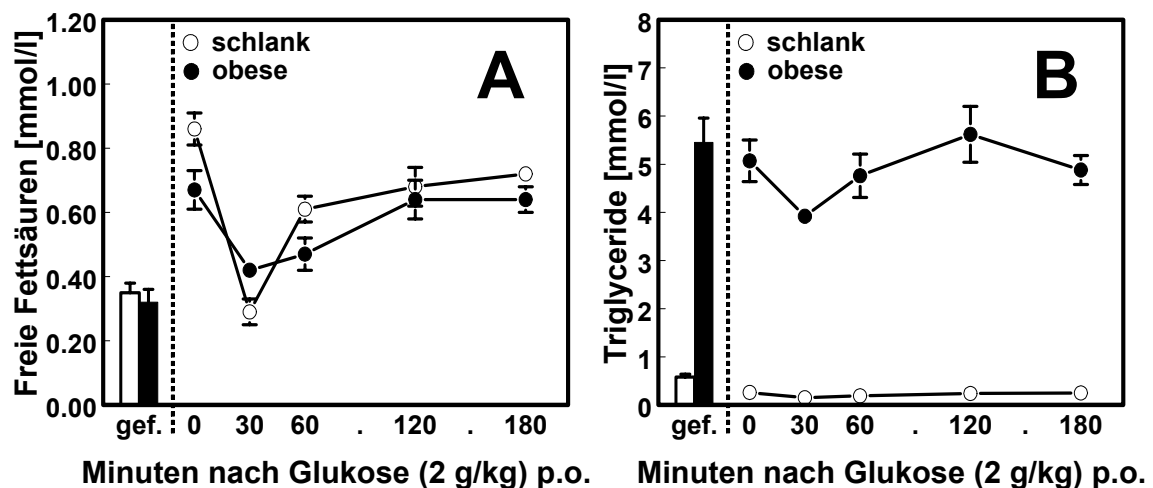 Freie Fettsäuren [mmol/l]
1.20
1.00
0.80
0.60
0.40
0.20
0.00
schlank
obese
A
gef. 0 30 60 . 120 . 180
Minuten nach Glukose (2 g/kg) p.o.
Triglyceride [mmol/l]
8
7
6
5
4
3
2
1
0
schlank
obese
B
gef. 0 30 60 . 120 . 180
Minuten nach Glukose (2 g/kg) p.o.